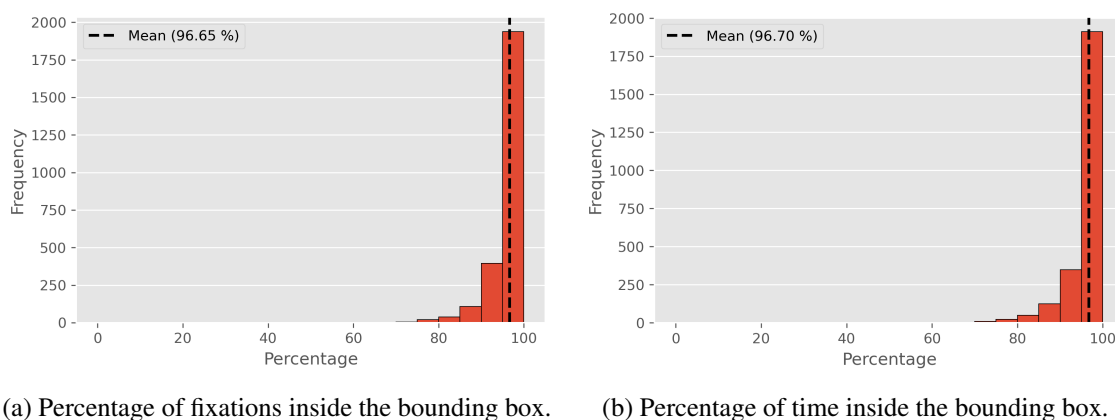 Mean (96.65 %)
2000
1750
1500
1250
1000
750
500
250
0
Frequency
0 20 40 60 80 100
Percentage
(a) Percentage of fixations inside the bounding box.
Mean (96.70 %)
2000
1750
1500
1250
1000
750
500
250
0
Frequency
0 20 40 60 80 100
Percentage
(b) Percentage of time inside the bounding box.